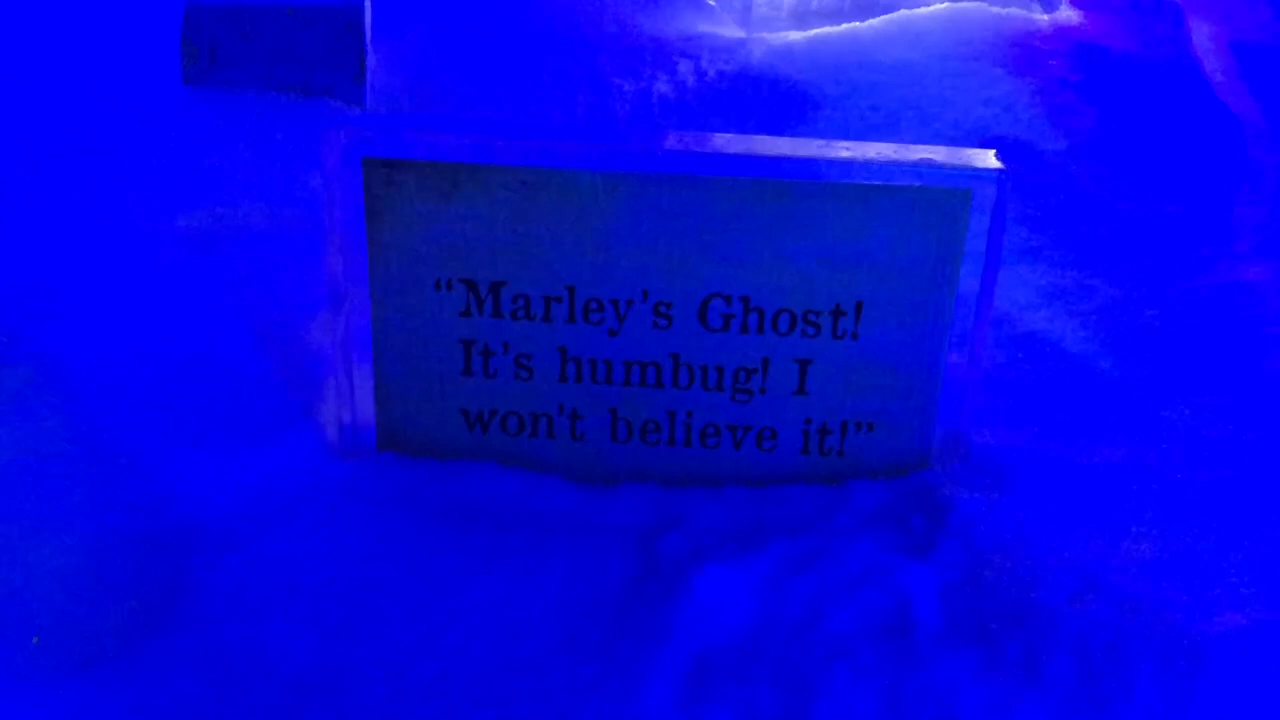 “Marley's Ghost!
It's humbug! I
won't believe it!”